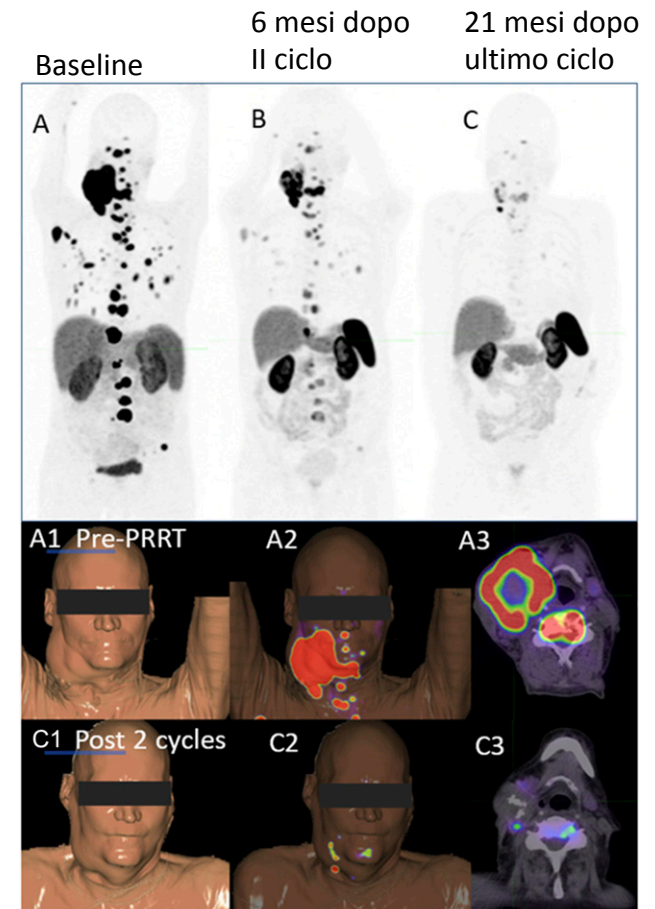 Baseline
6 mesi dopo
II ciclo
21 mesi dopo
ultimo ciclo
A
B
C
A1 Pre-PRRT
A2
A3
C1 Post 2 cycles
C2
C3